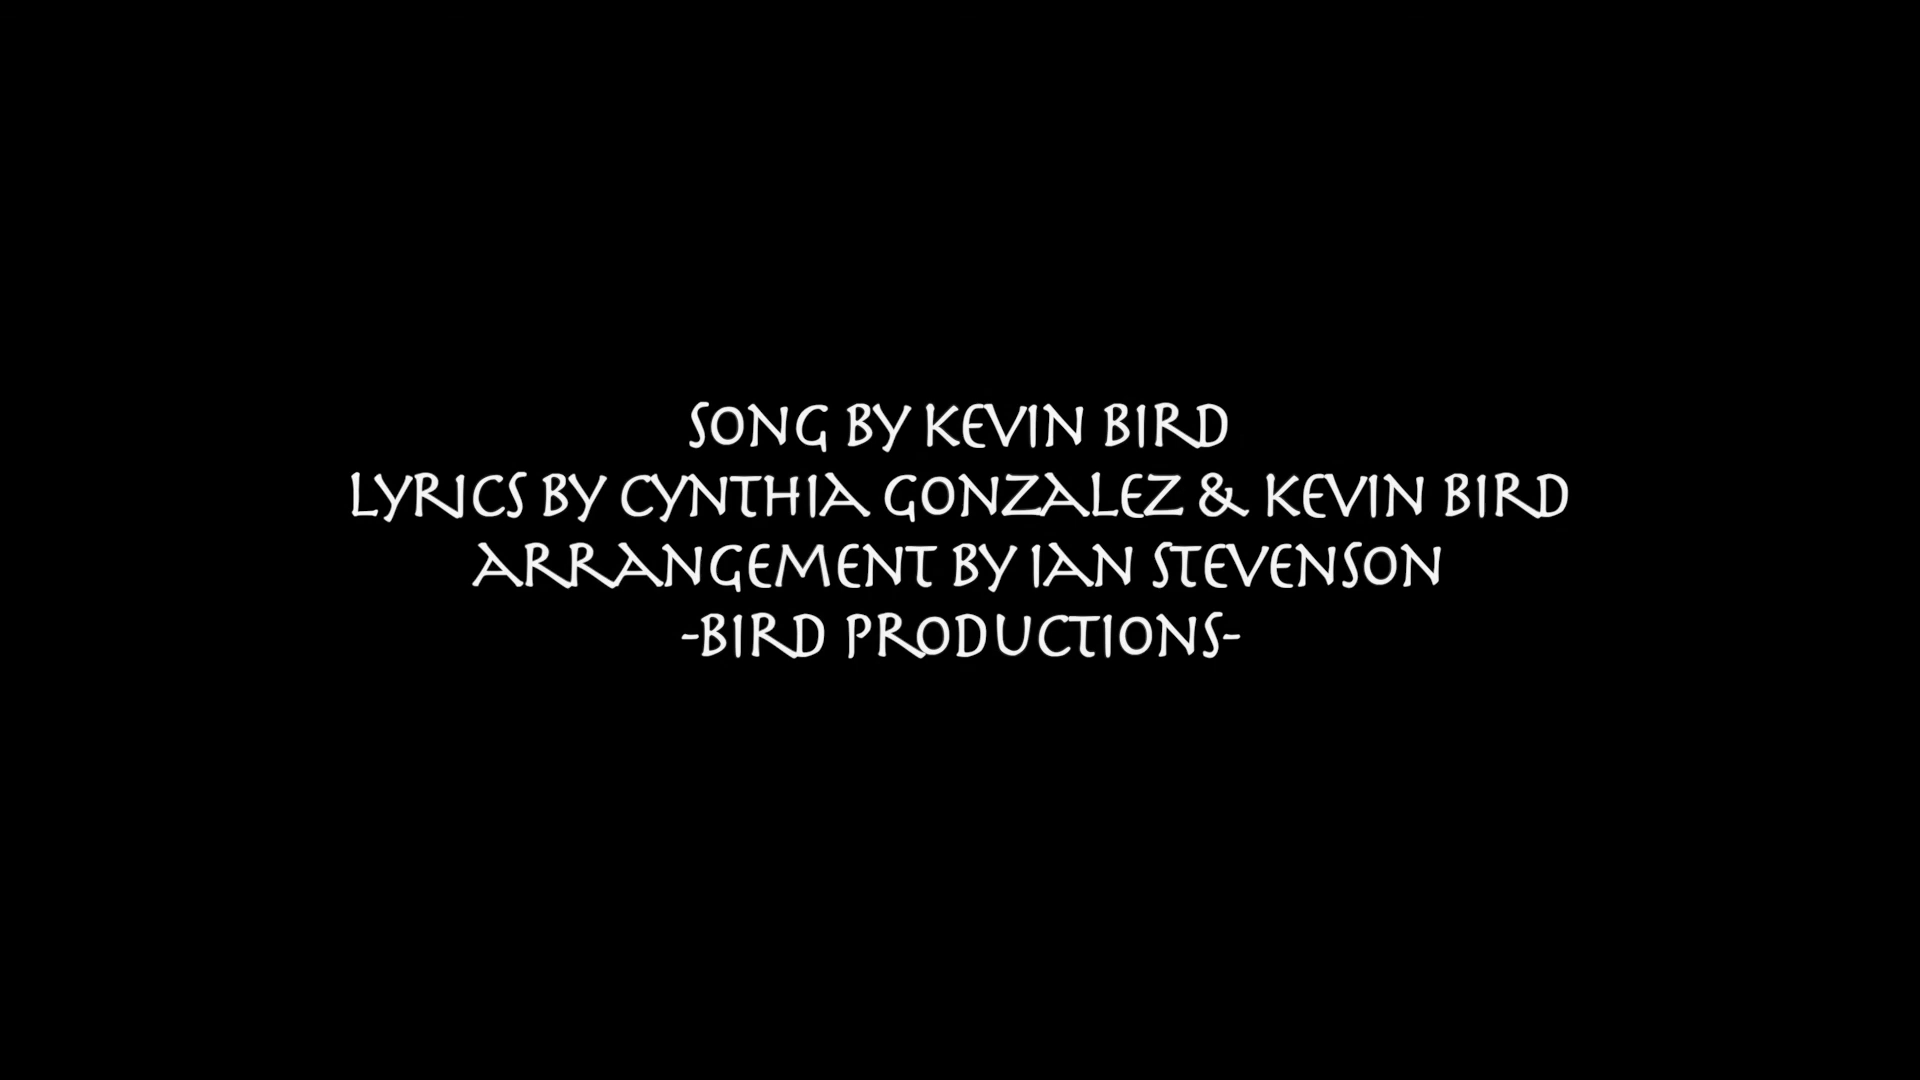 SONG BY KEVIN BIRD
LYRICS BY CYNTHIA GONZALEZ & KEVIN BIRD
ARRANGEMENT BY IAN STEVENSON
-BIRD PRODUCTIONS-